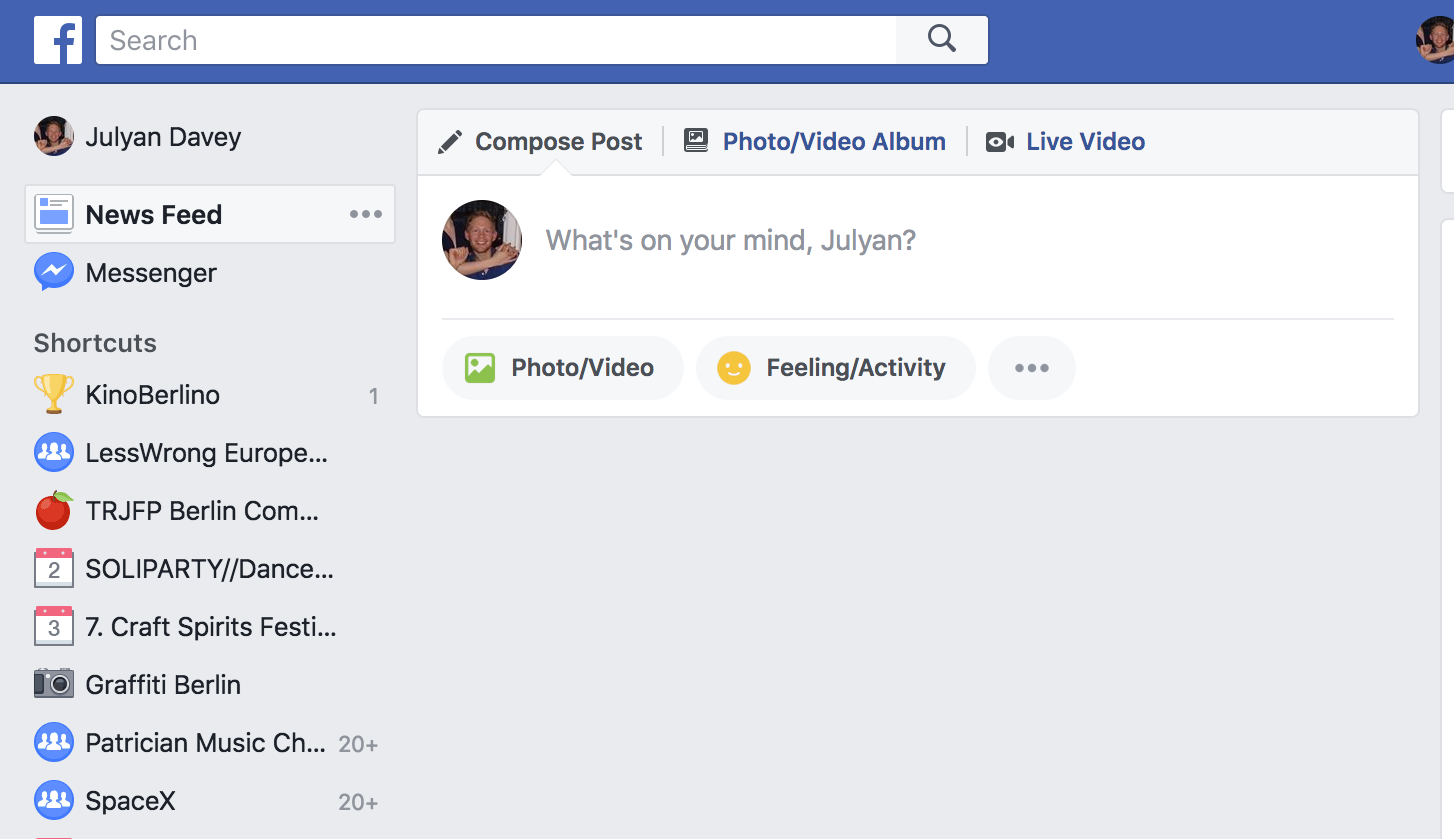 Search
Julyan Davey
News Feed
Messenger
Shortcuts
KinoBerlino 1
LessWrong Europe...
TRJFP Berlin Com...
2 SOLIPARTY//Dance...
3 7. Craft Spirits Festi...
Graffiti Berlin
Patrician Music Ch... 20+
SpaceX 20+
Compose Post Photo/Video Album Live Video
What's on your mind, Julyan?
Photo/Video Feeling/Activity